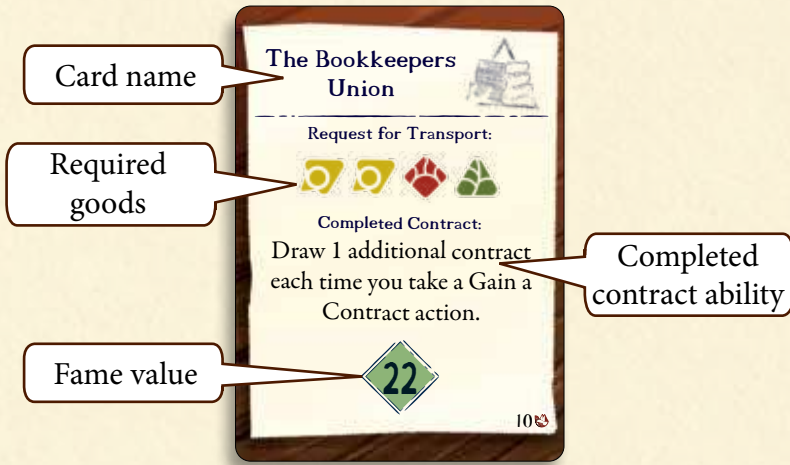 Card name
The Bookkeepers
Union
Request for Transport:
Required
goods
Completed Contract:
Draw 1 additional contract
each time you take a Gain a
Contract action.
Completed
contract ability
Fame value
22
10